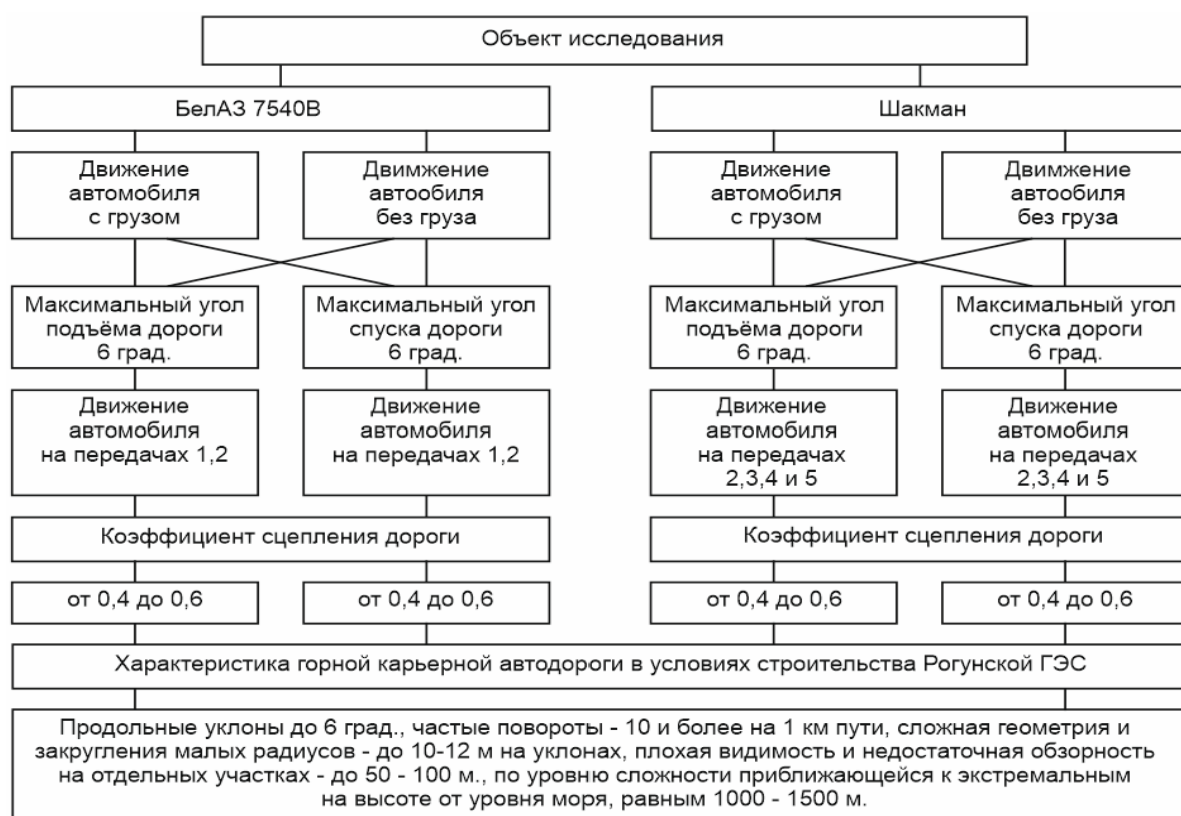 Объект исследования
БелАЗ 7540В
Шакман
Движение
автомобиля
с грузом
Двимжение
автообиля
без груза
Движение
автомобиля
с грузом
Двимжение
автообиля
без груза
Максимальный угол
подъёма дороги
6 град.
Максимальный угол
спуска дороги
6 град.
Максимальный угол
подъёма дороги
6 град.
Максимальный угол
спуска дороги
6 град.
Движение
автомобиля
на передачах 1,2
Движение
автомобиля
на передачах 1,2
Движение
автомобиля
на передачах
2,3,4 и 5
Движение
автомобиля
на передачах
2,3,4 и 5
Коэффициент сцепления дороги
Коэффициент сцепления дороги
от 0,4 до 0,6
от 0,4 до 0,6
от 0,4 до 0,6
от 0,4 до 0,6
Характеристика горной карьерной автодороги в условиях строительства Рогунской ГЭС
Продольные уклоны до 6 град., частые повороты - 10 и более на 1 км пути, сложная геометрия и
закругления малых радиусов - до 10-12 м на уклонах, плохая видимость и недостаточная обзорность
на отдельных участках - до 50 - 100 м., по уровню сложности приближающейся к экстремальным
на высоте от уровня моря, равным 1000 - 1500 м.